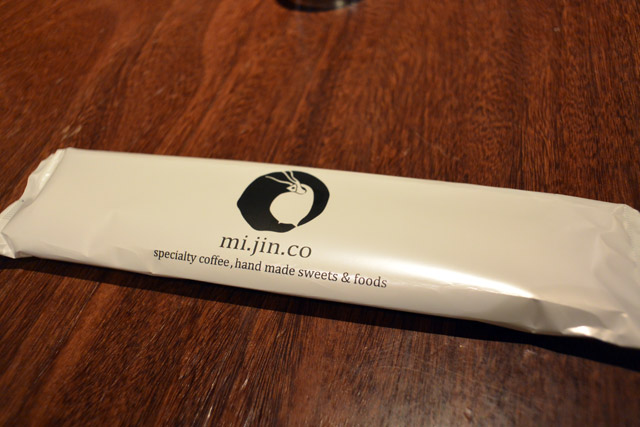 mi.jin.co
specialty coffee, hand made sweets & foods